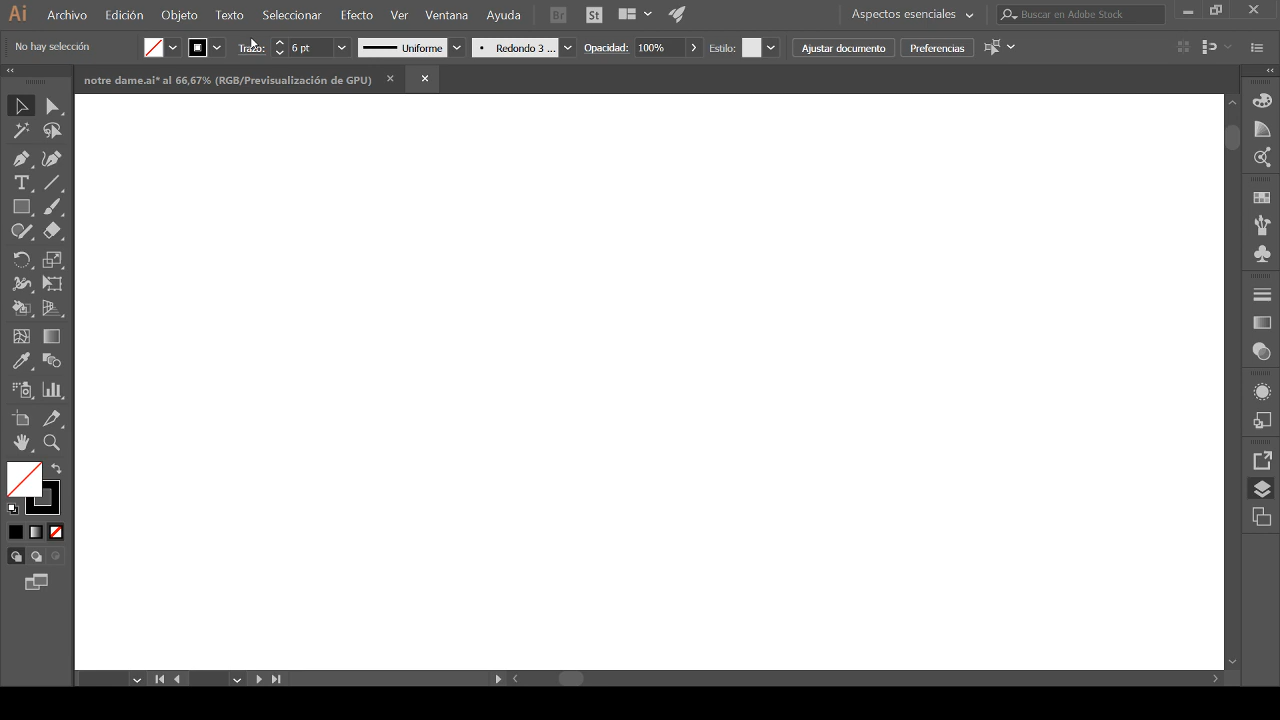 Ai Archivo Edición Objeto Texto Seleccionar Efecto Ver Ventana Ayuda Br St Aspectos esenciales Buscar en Adobe Stock
No hay selección Trazo: 6 pt Uniforme Redondo 3 ... Opacidad: 100% Estilo: Ajustar documento Preferencias
notre dame.ai* al 66,67% (RGB/Previsualización de GPU)